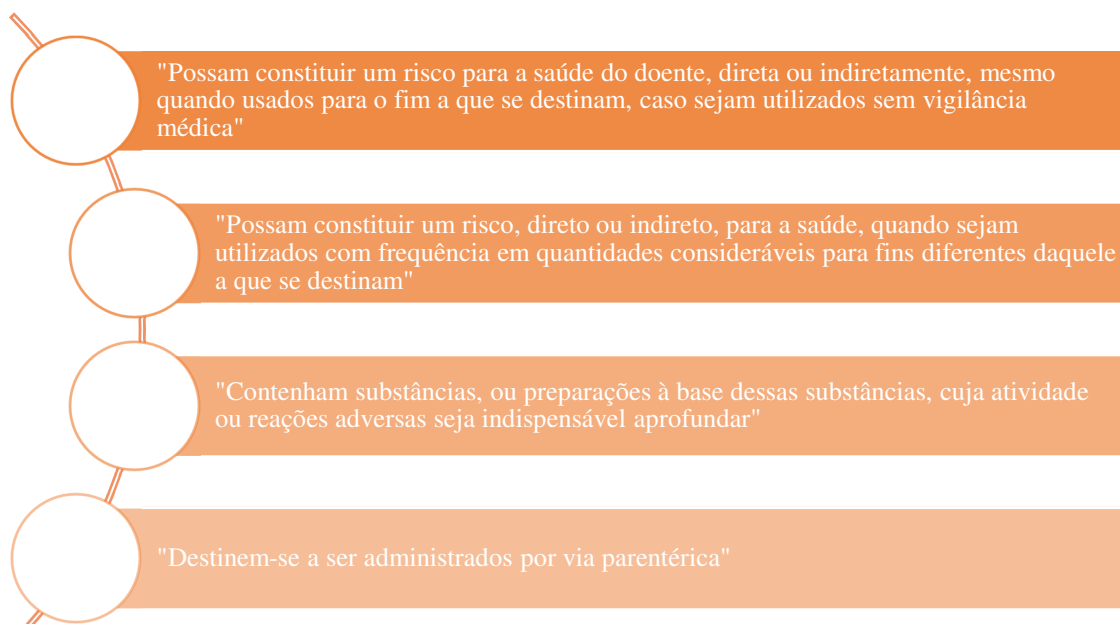 "Possam constituir um risco para a saúde do doente, direta ou indiretamente, mesmo
quando usados para o fim a que se destinam, caso sejam utilizados sem vigilância
médica"
"Possam constituir um risco, direto ou indireto, para a saúde, quando sejam
utilizados com frequência em quantidades consideráveis para fins diferentes daquele
a que se destinam"
"Contenham substâncias, ou preparações à base dessas substâncias, cuja atividade
ou reações adversas seja indispensável aprofundar"
"Destinem-se a ser administrados por via parentérica"